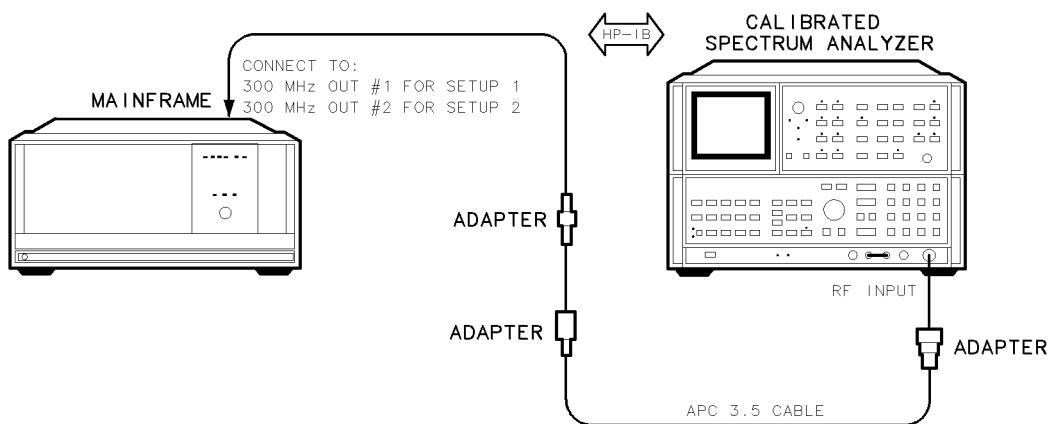 HP-IB
CALIBRATED
SPECTRUM ANALYZER
CONNECT TO:
300 MHz OUT #1 FOR SETUP 1
300 MHz OUT #2 FOR SETUP 2
MAINFRAME
ADAPTER
RF INPUT
ADAPTER
ADAPTER
APC 3.5 CABLE